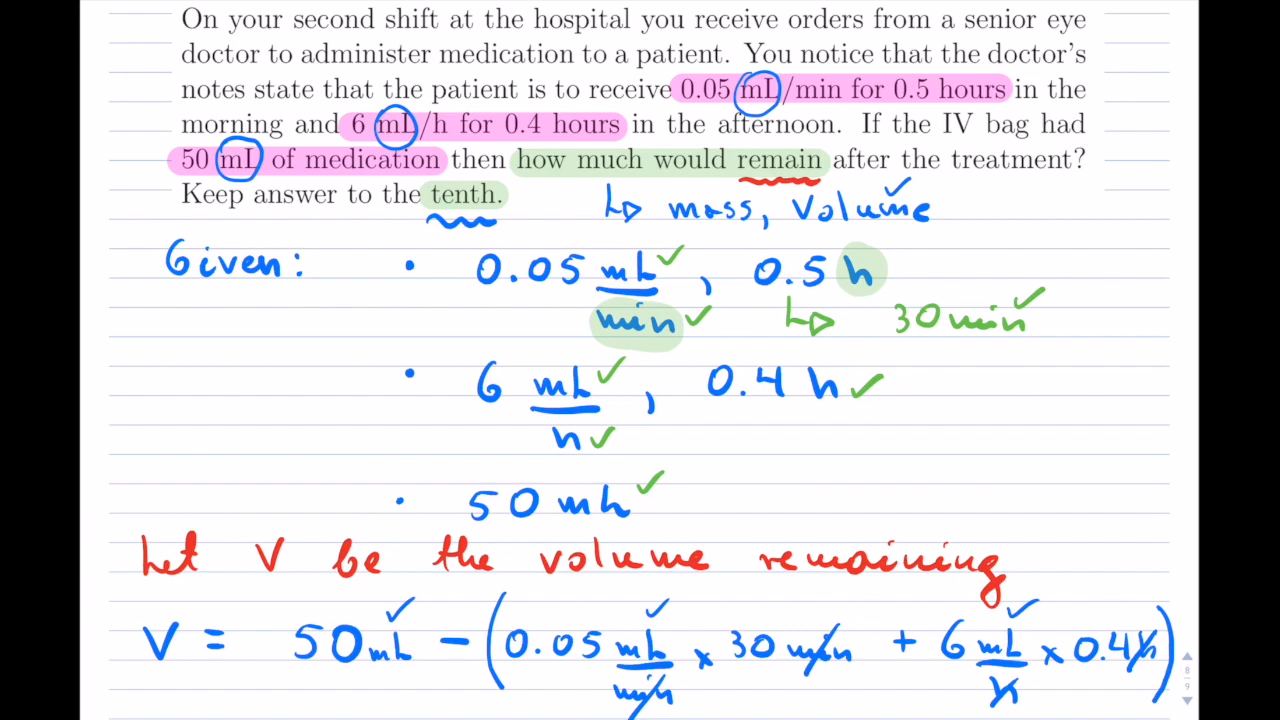 On your second shift at the hospital you receive orders from a senior eye
doctor to administer medication to a patient. You notice that the doctor's
notes state that the patient is to receive 0.05 mL/min for 0.5 hours in the
morning and 6 mL/h for 0.4 hours in the afternoon. If the IV bag had
50 mL of medication then how much would remain after the treatment?
Keep answer to the tenth.
↳ mass, Volume ✓
Given: • 0.05 mL ✓ , 0.5 h
min ✓ ↳ 30 min ✓
• 6 mL ✓ , 0.4 h ✓
h ✓
• 50 mL ✓
Let V be the volume remaining
V = 50 mL - (0.05 mL/min × 30 min + 6 mL/h × 0.4 h)
8
9